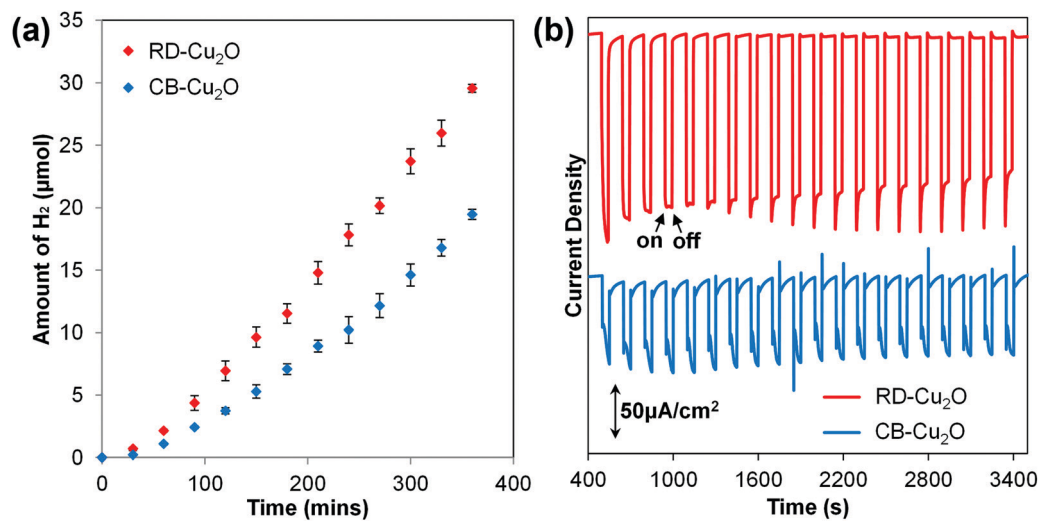 (a)
35
30
25
20
15
10
5
0
Amount of H₂ (μmol)
RD-Cu₂O
CB-Cu₂O
0 100 200 300 400
Time (mins)
(b)
Current Density
on off
50μA/cm²
RD-Cu₂O
CB-Cu₂O
400 1000 1600 2200 2800 3400
Time (s)